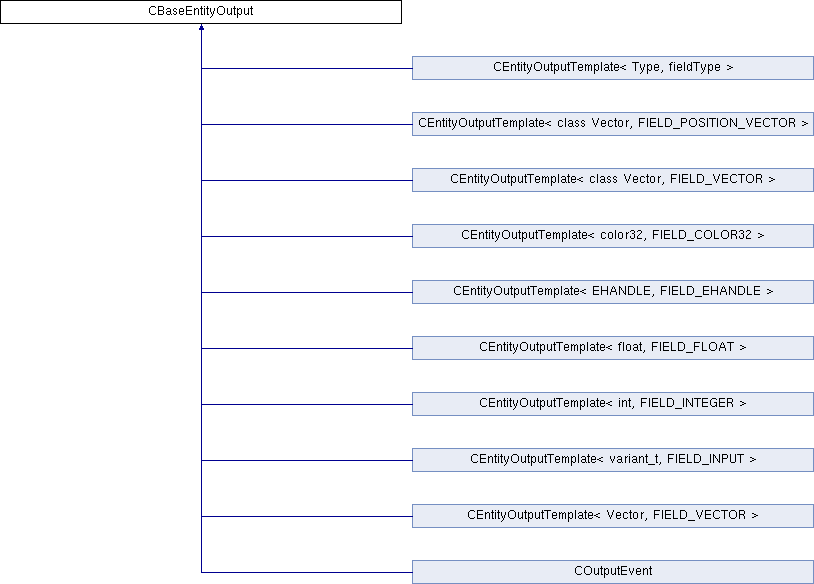 CBaseEntityOutput
CEntityOutputTemplate< Type, fieldType >
CEntityOutputTemplate< class Vector, FIELD_POSITION_VECTOR >
CEntityOutputTemplate< class Vector, FIELD_VECTOR >
CEntityOutputTemplate< color32, FIELD_COLOR32 >
CEntityOutputTemplate< EHANDLE, FIELD_EHANDLE >
CEntityOutputTemplate< float, FIELD_FLOAT >
CEntityOutputTemplate< int, FIELD_INTEGER >
CEntityOutputTemplate< variant_t, FIELD_INPUT >
CEntityOutputTemplate< Vector, FIELD_VECTOR >
COutputEvent